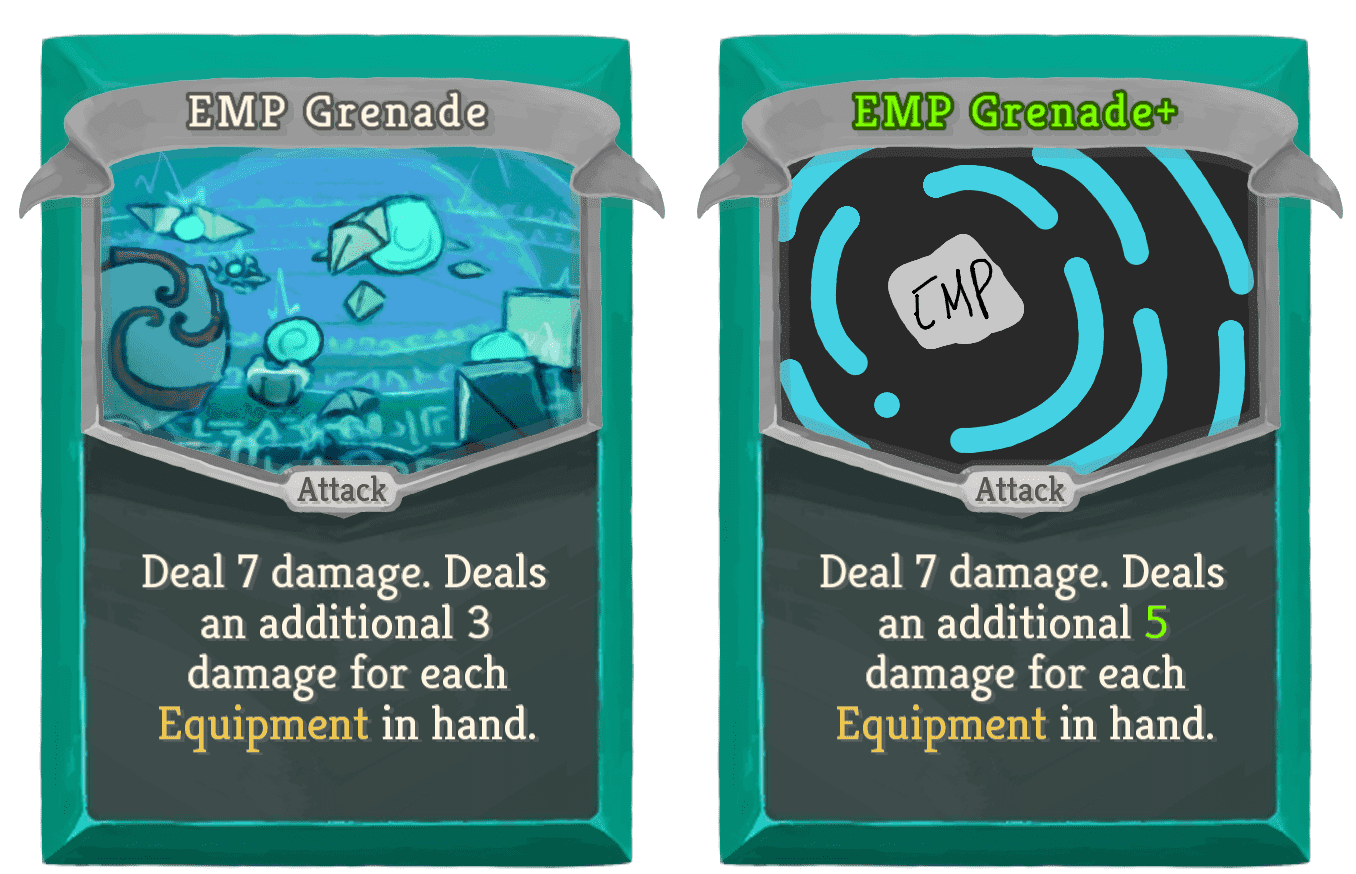 EMP Grenade
Attack
Deal 7 damage. Deals
an additional 3
damage for each
Equipment in hand.
EMP Grenade+
EMP
Attack
Deal 7 damage. Deals
an additional 5
damage for each
Equipment in hand.